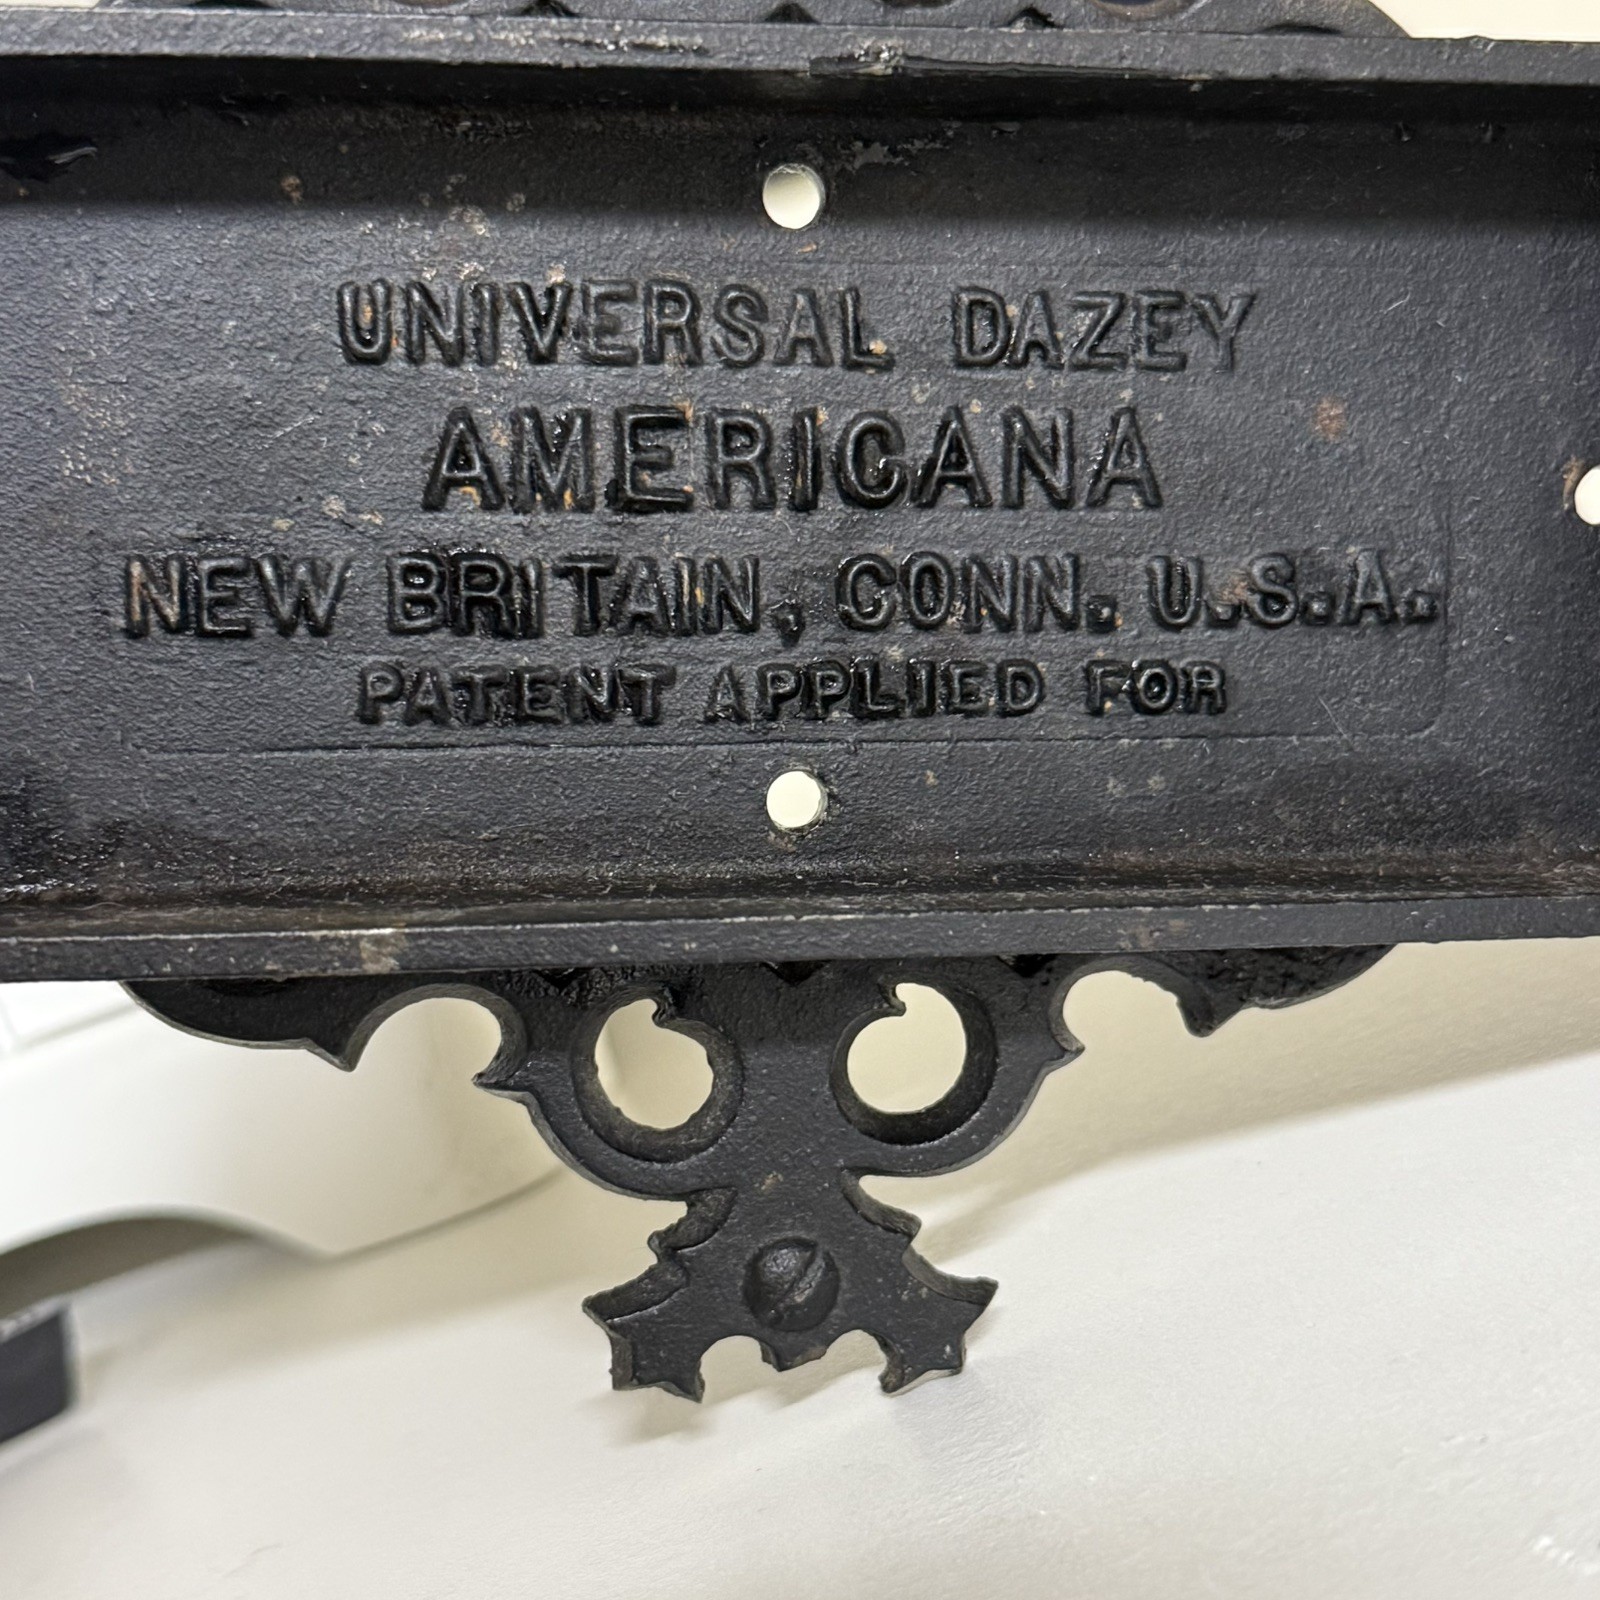 UNIVERSAL DAZEY
AMERICANA
NEW BRITAIN, CONN. U.S.A.
PATENT APPLIED FOR